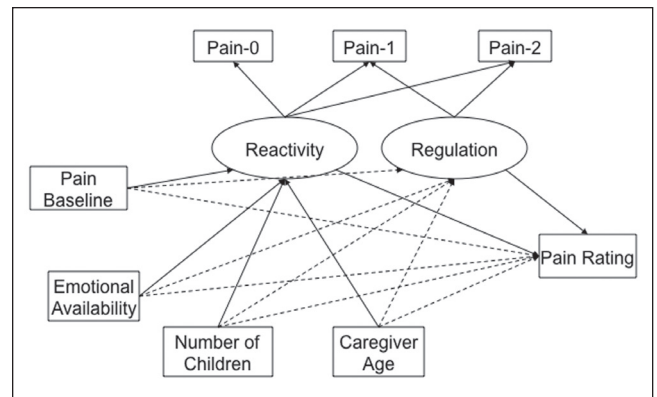 Pain-0
Pain-1
Pain-2
Reactivity
Regulation
Pain
Baseline
Pain Rating
Emotional
Availability
Number of
Children
Caregiver
Age